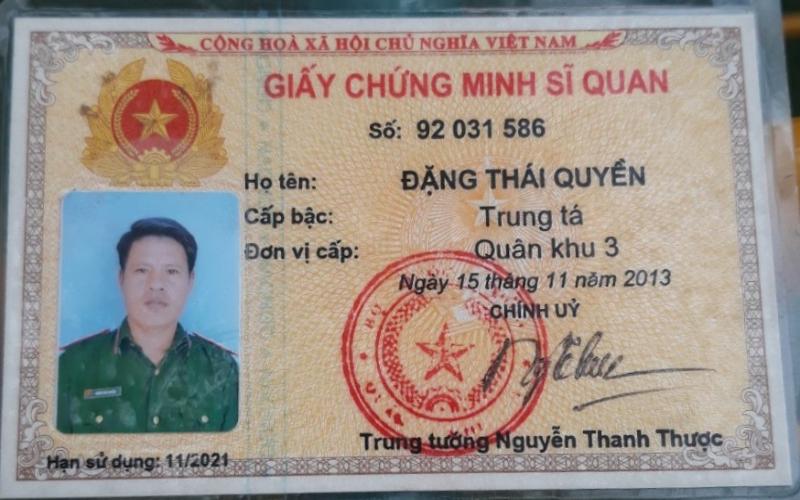 CỘNG HOÀ XÃ HỘI CHỦ NGHĨA VIỆT NAM
GIẤY CHỨNG MINH SĨ QUAN
Số: 92 031 586
Họ tên: ĐẶNG THÁI QUYỀN
Cấp bậc: Trung tá
Đơn vị cấp: Quân khu 3
Ngày 15 tháng 11 năm 2013
CHÍNH UỶ
Trung tướng Nguyễn Thanh Thược
Hạn sử dụng: 11/2021